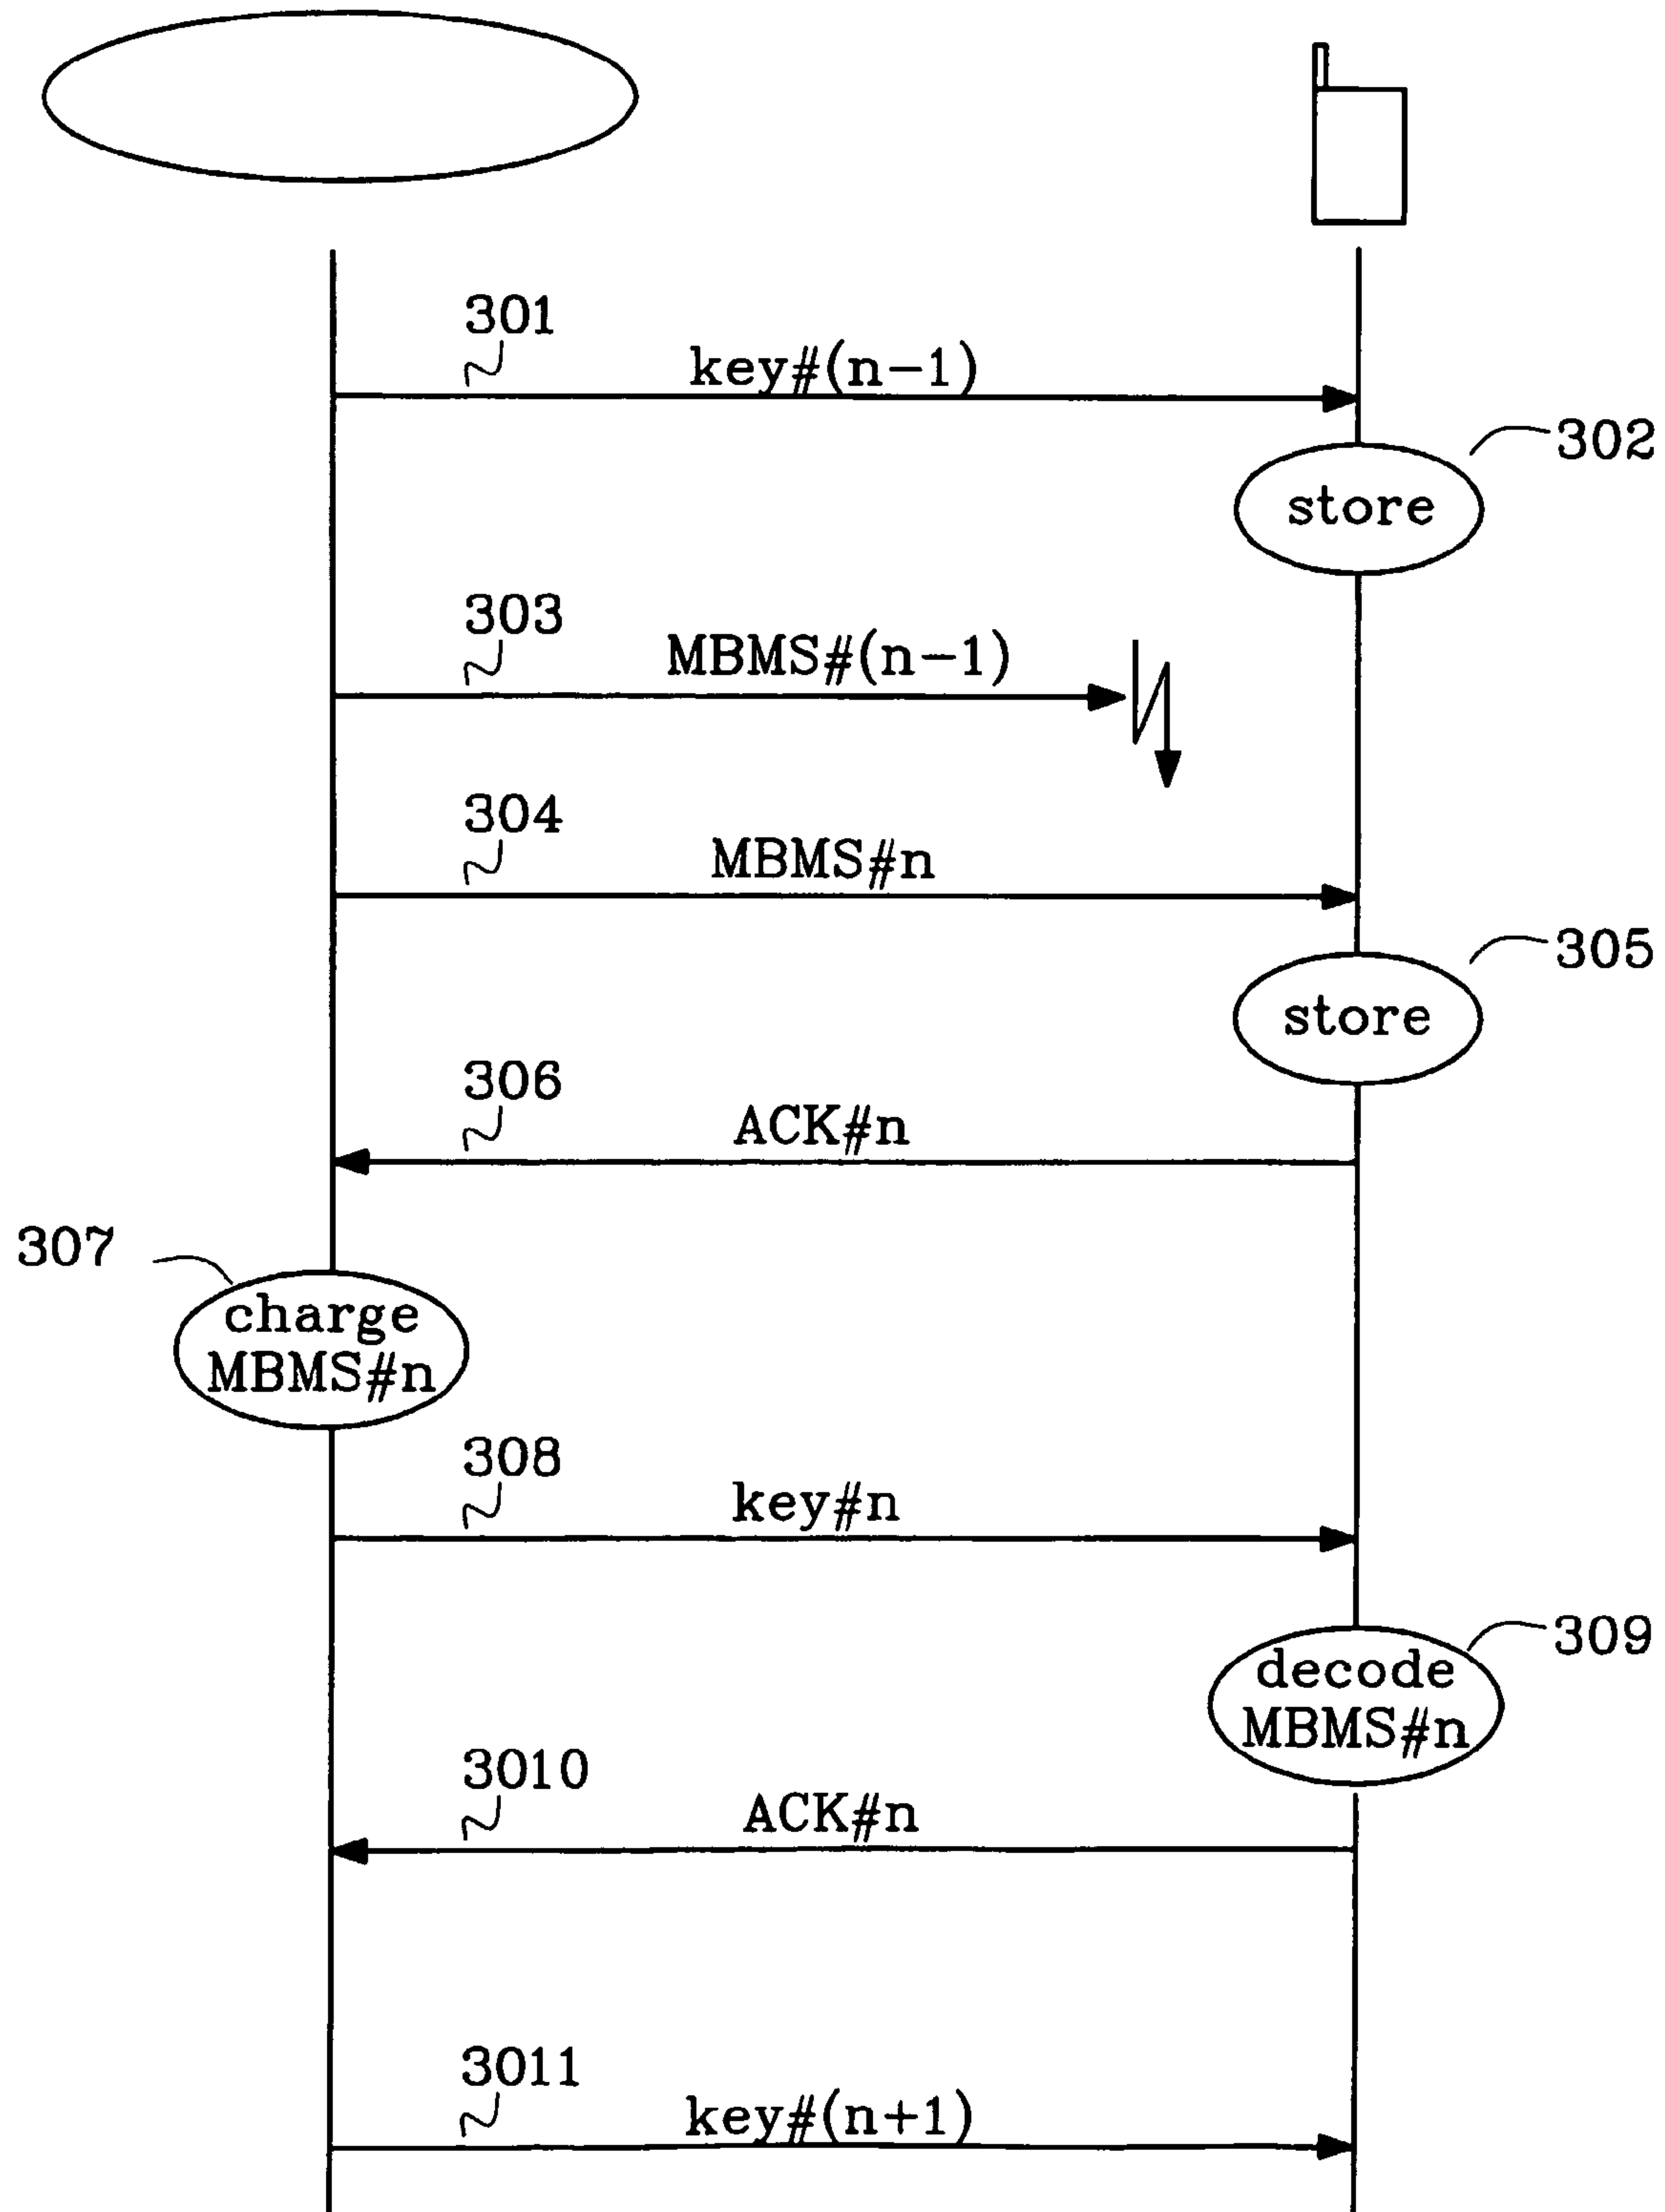 301
key#(n-1)
302
store
303
MBMS#(n-1)
304
MBMS#n
305
store
306
ACK#n
307
charge
MBMS#n
308
key#n
309
decode
MBMS#n
3010
ACK#n
3011
key#(n+1)